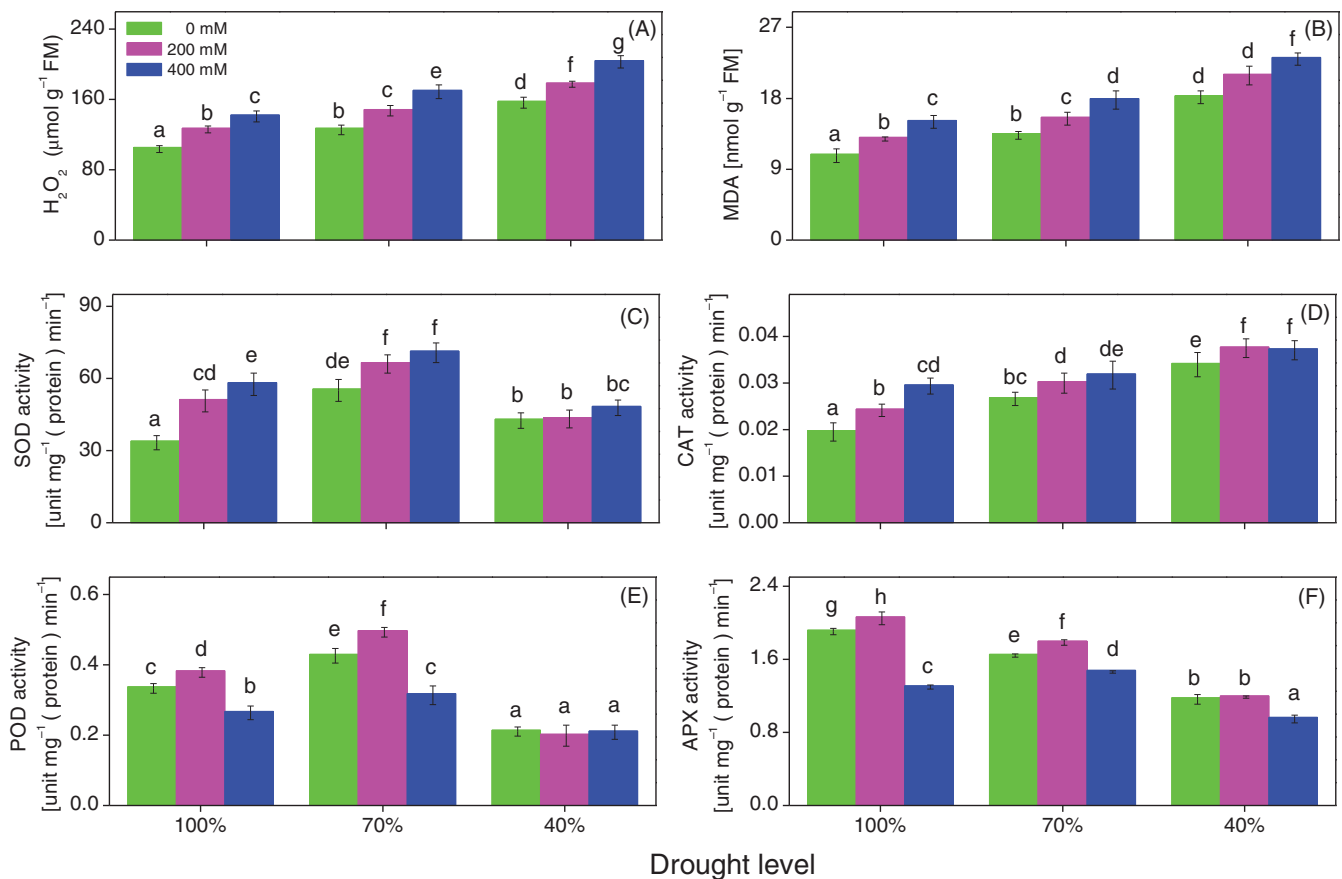 (A)
0 mM
200 mM
400 mM
H₂O₂ (μmol g⁻¹ FM)
240
160
80
0
a b c
b c e
d f g
(B)
MDA [nmol g⁻¹ FM]
27
18
9
0
a b c
b c d
d d f
(C)
SOD activity
[unit mg⁻¹ ( protein ) min⁻¹]
90
60
30
0
a cd e
de f f
b b bc
(D)
CAT activity
[unit mg⁻¹ ( protein ) min⁻¹]
0.04
0.03
0.02
0.01
0.00
a b cd
bc d de
e f f
(E)
POD activity
[unit mg⁻¹ ( protein ) min⁻¹]
0.6
0.4
0.2
0.0
c d b
e f c
a a a
100% 70% 40%
(F)
APX activity
[unit mg⁻¹ ( protein ) min⁻¹]
2.4
1.6
0.8
0.0
g h c
e f d
b b a
100% 70% 40%
Drought level